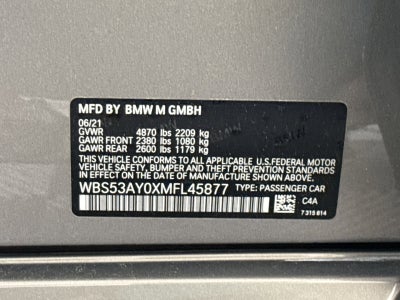 MFD BY BMW M GMBH
06/21
GVWR 4870 lbs 2209 kg
GAWR FRONT 2380 lbs 1080 kg
GAWR REAR 2600 lbs 1179 kg
THIS VEHICLE CONFORMS TO ALL APPLICABLE U.S.FEDERAL MOTOR
VEHICLE SAFETY, BUMPER AND THEFT PREVENTION STANDARDS
IN EFFECT ON THE DATE OF MANUFACTURE SHOWN ABOVE.
WBS53AY0XMFL45877 TYPE: PASSENGER CAR
C4A
7 315 814